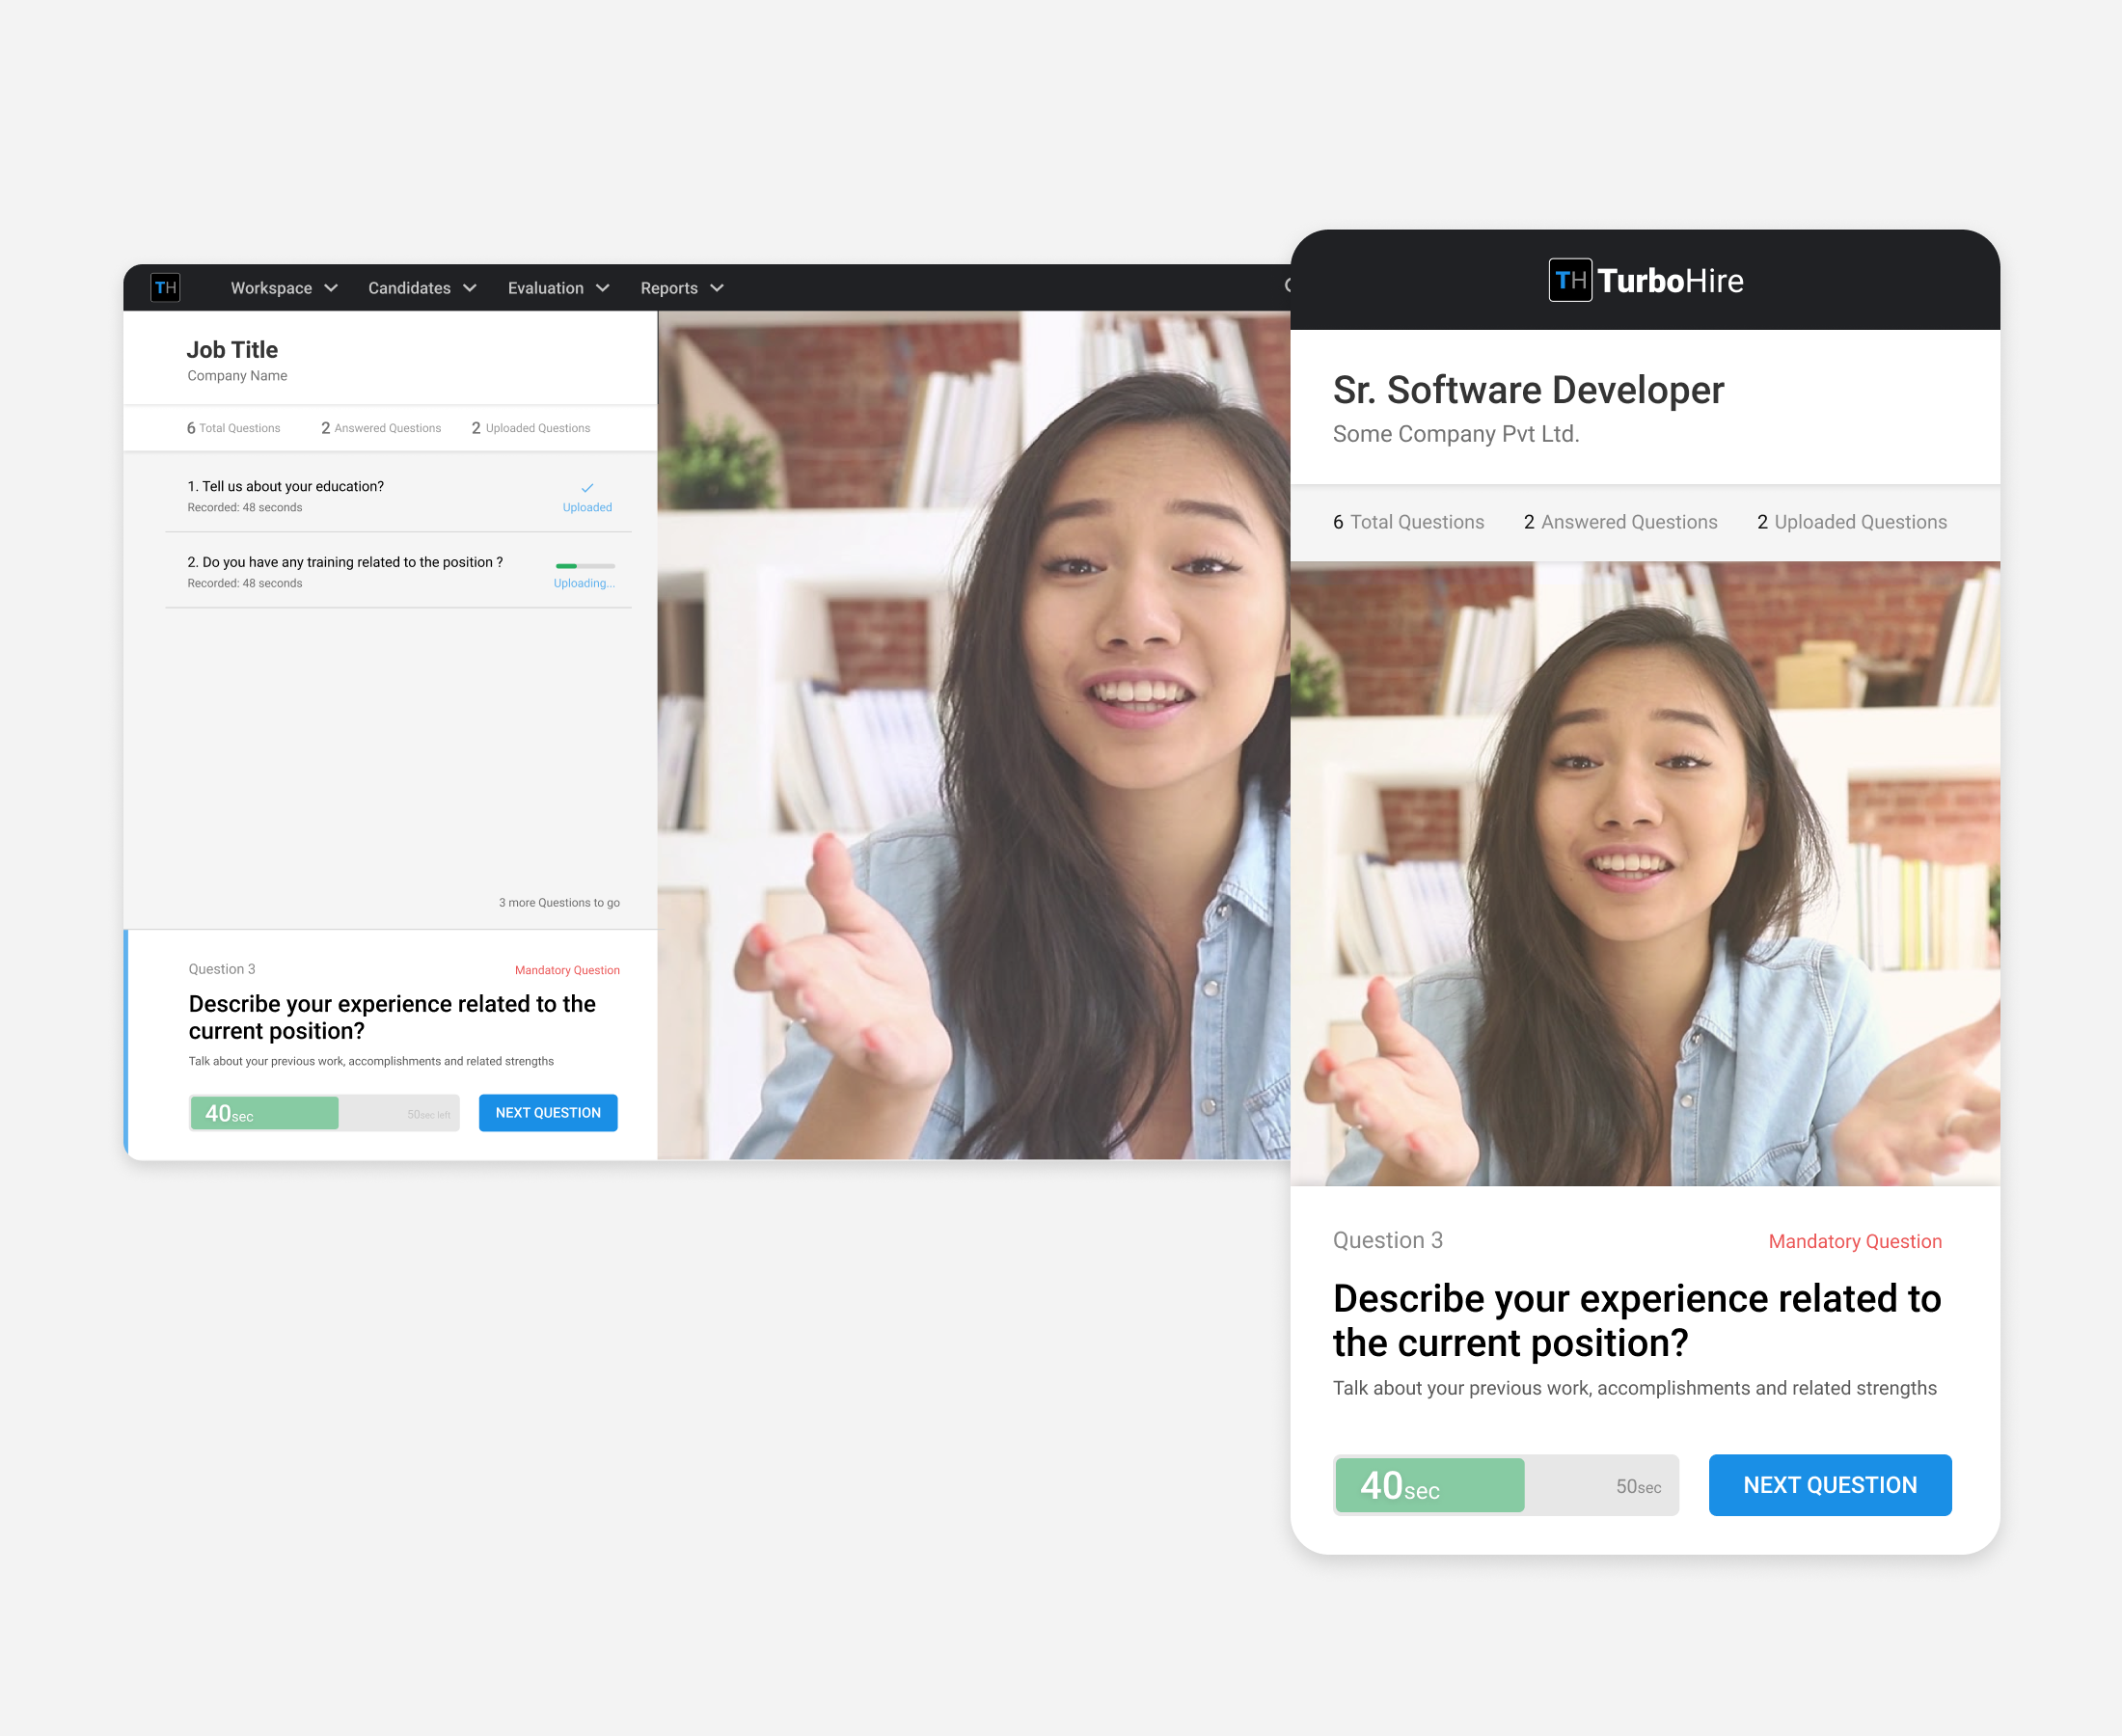 TH
Workspace
Candidates
Evaluation
Reports
Job Title
Company Name
6 Total Questions
2 Answered Questions
2 Uploaded Questions
1. Tell us about your education?
Recorded: 48 seconds
Uploaded
2. Do you have any training related to the position ?
Recorded: 48 seconds
Uploading...
3 more Questions to go
Question 3
Mandatory Question
Describe your experience related to the
current position?
Talk about your previous work, accomplishments and related strengths
40sec
50sec left
NEXT QUESTION
TH TurboHire
Sr. Software Developer
Some Company Pvt Ltd.
6 Total Questions
2 Answered Questions
2 Uploaded Questions
Question 3
Mandatory Question
Describe your experience related to
the current position?
Talk about your previous work, accomplishments and related strengths
40sec
50sec
NEXT QUESTION